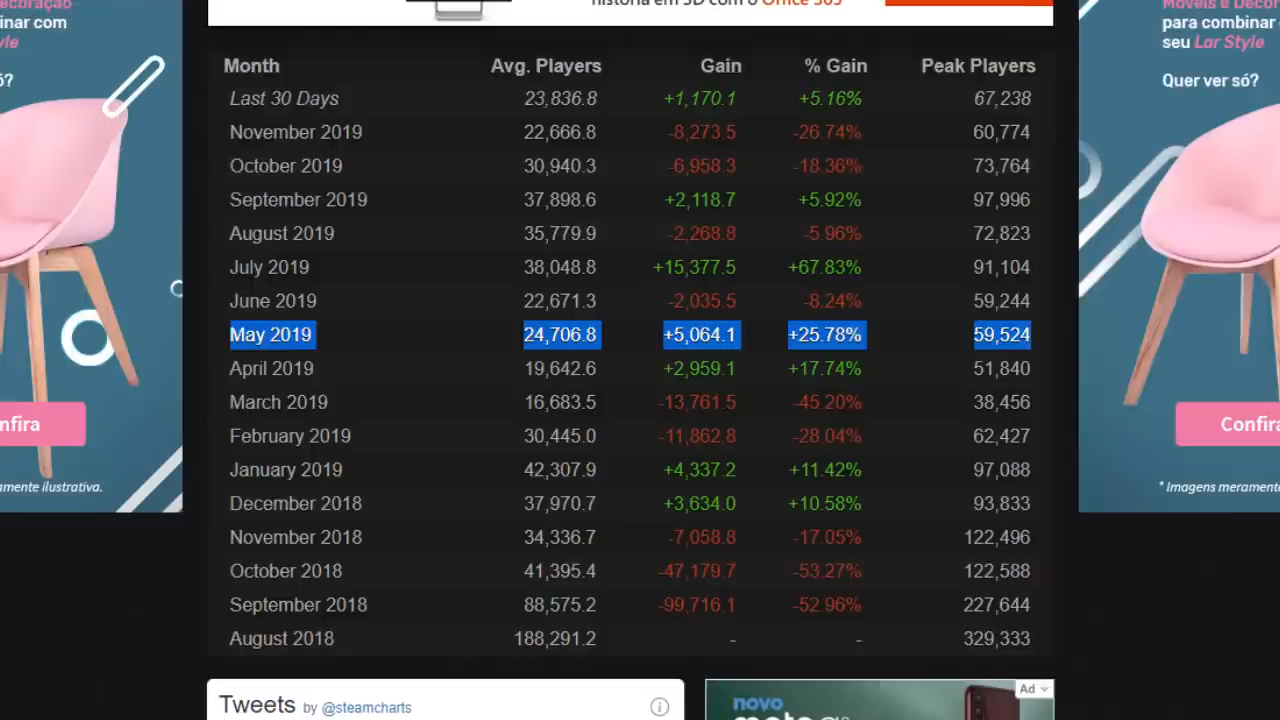 história em 3D com o Office 365
decoração
inar com
yle
o?
nfira
amente ilustrativa.
Month Avg. Players Gain % Gain Peak Players
Last 30 Days 23,836.8 +1,170.1 +5.16% 67,238
November 2019 22,666.8 -8,273.5 -26.74% 60,774
October 2019 30,940.3 -6,958.3 -18.36% 73,764
September 2019 37,898.6 +2,118.7 +5.92% 97,996
August 2019 35,779.9 -2,268.8 -5.96% 72,823
July 2019 38,048.8 +15,377.5 +67.83% 91,104
June 2019 22,671.3 -2,035.5 -8.24% 59,244
May 2019 24,706.8 +5,064.1 +25.78% 59,524
April 2019 19,642.6 +2,959.1 +17.74% 51,840
March 2019 16,683.5 -13,761.5 -45.20% 38,456
February 2019 30,445.0 -11,862.8 -28.04% 62,427
January 2019 42,307.9 +4,337.2 +11.42% 97,088
December 2018 37,970.7 +3,634.0 +10.58% 93,833
November 2018 34,336.7 -7,058.8 -17.05% 122,496
October 2018 41,395.4 -47,179.7 -53.27% 122,588
September 2018 88,575.2 -99,716.1 -52.96% 227,644
August 2018 188,291.2 - - 329,333
Móveis e Decor
para combinar
seu Lar Style
Quer ver só?
Confira
* Imagens meramente
Tweets by @steamcharts
Ad
novo